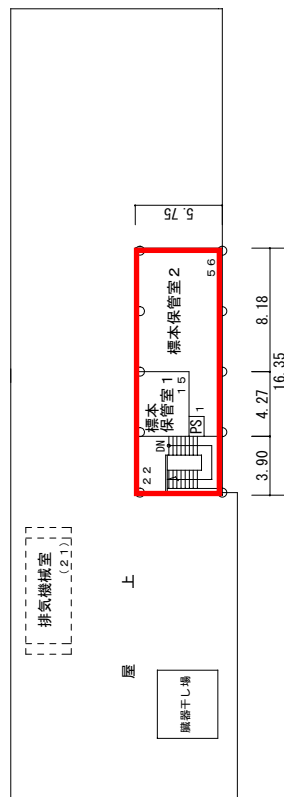 5.75
標本保管室2
56
標本
保管室1
15
PS
1
DN
22
8.18
4.27
3.90
16.35
排気機械室
(21)
屋上
臓器干し場